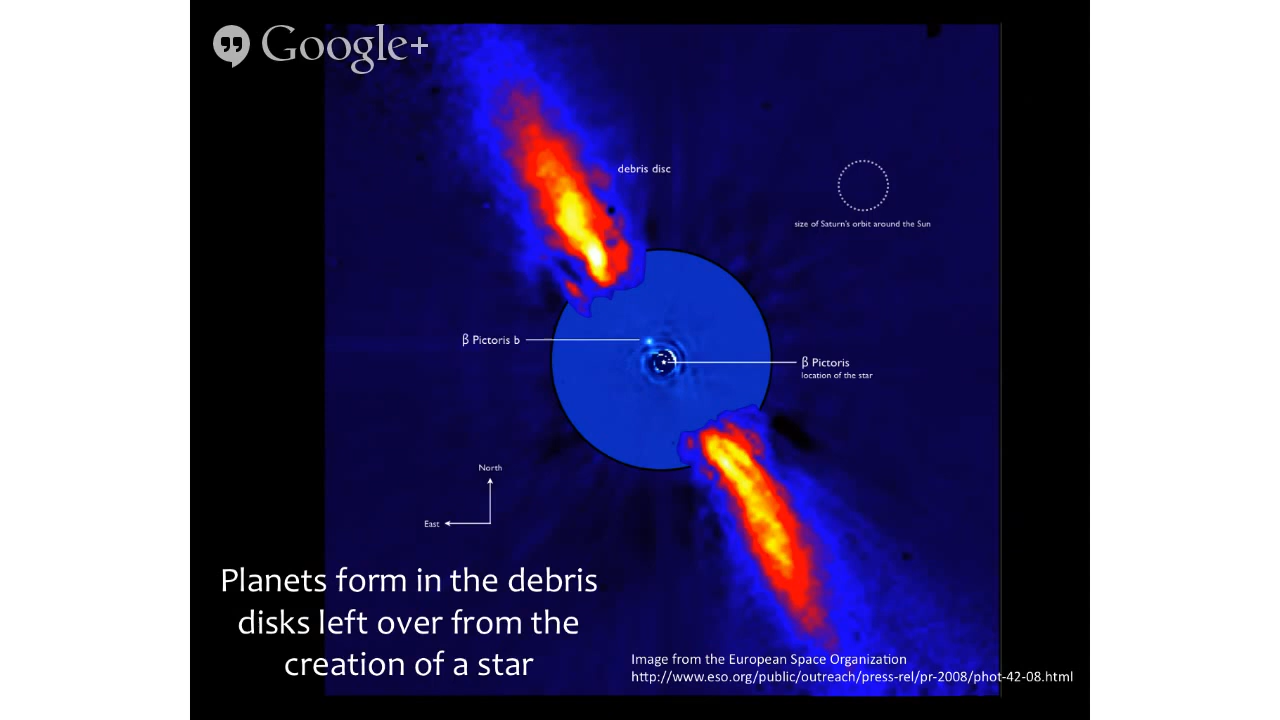 Google+
debris disc
size of Saturn's orbit around the Sun
β Pictoris b
β Pictoris
location of the star
North
East
Planets form in the debris
disks left over from the
creation of a star
Image from the European Space Organization
http://www.eso.org/public/outreach/press-rel/pr-2008/phot-42-08.html